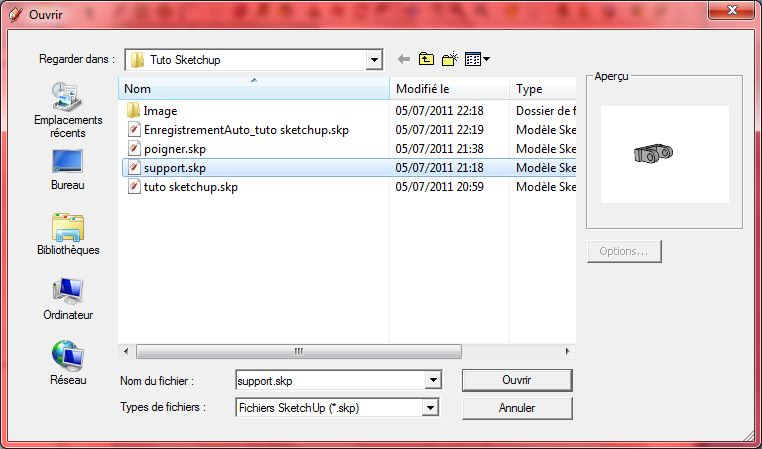 Ouvrir
Regarder dans :
Tuto Sketchup
Emplacements
récents
Bureau
Bibliothèques
Ordinateur
Réseau
Nom Modifié le Type
Image 05/07/2011 22:18 Dossier de f
EnregistrementAuto_tuto sketchup.skp 05/07/2011 22:19 Modèle Ske
poigner.skp 05/07/2011 21:38 Modèle Ske
support.skp 05/07/2011 21:18 Modèle Ske
tuto sketchup.skp 05/07/2011 20:59 Modèle Ske
Aperçu
Options...
Nom du fichier : support.skp Ouvrir
Types de fichiers : Fichiers SketchUp (*.skp) Annuler